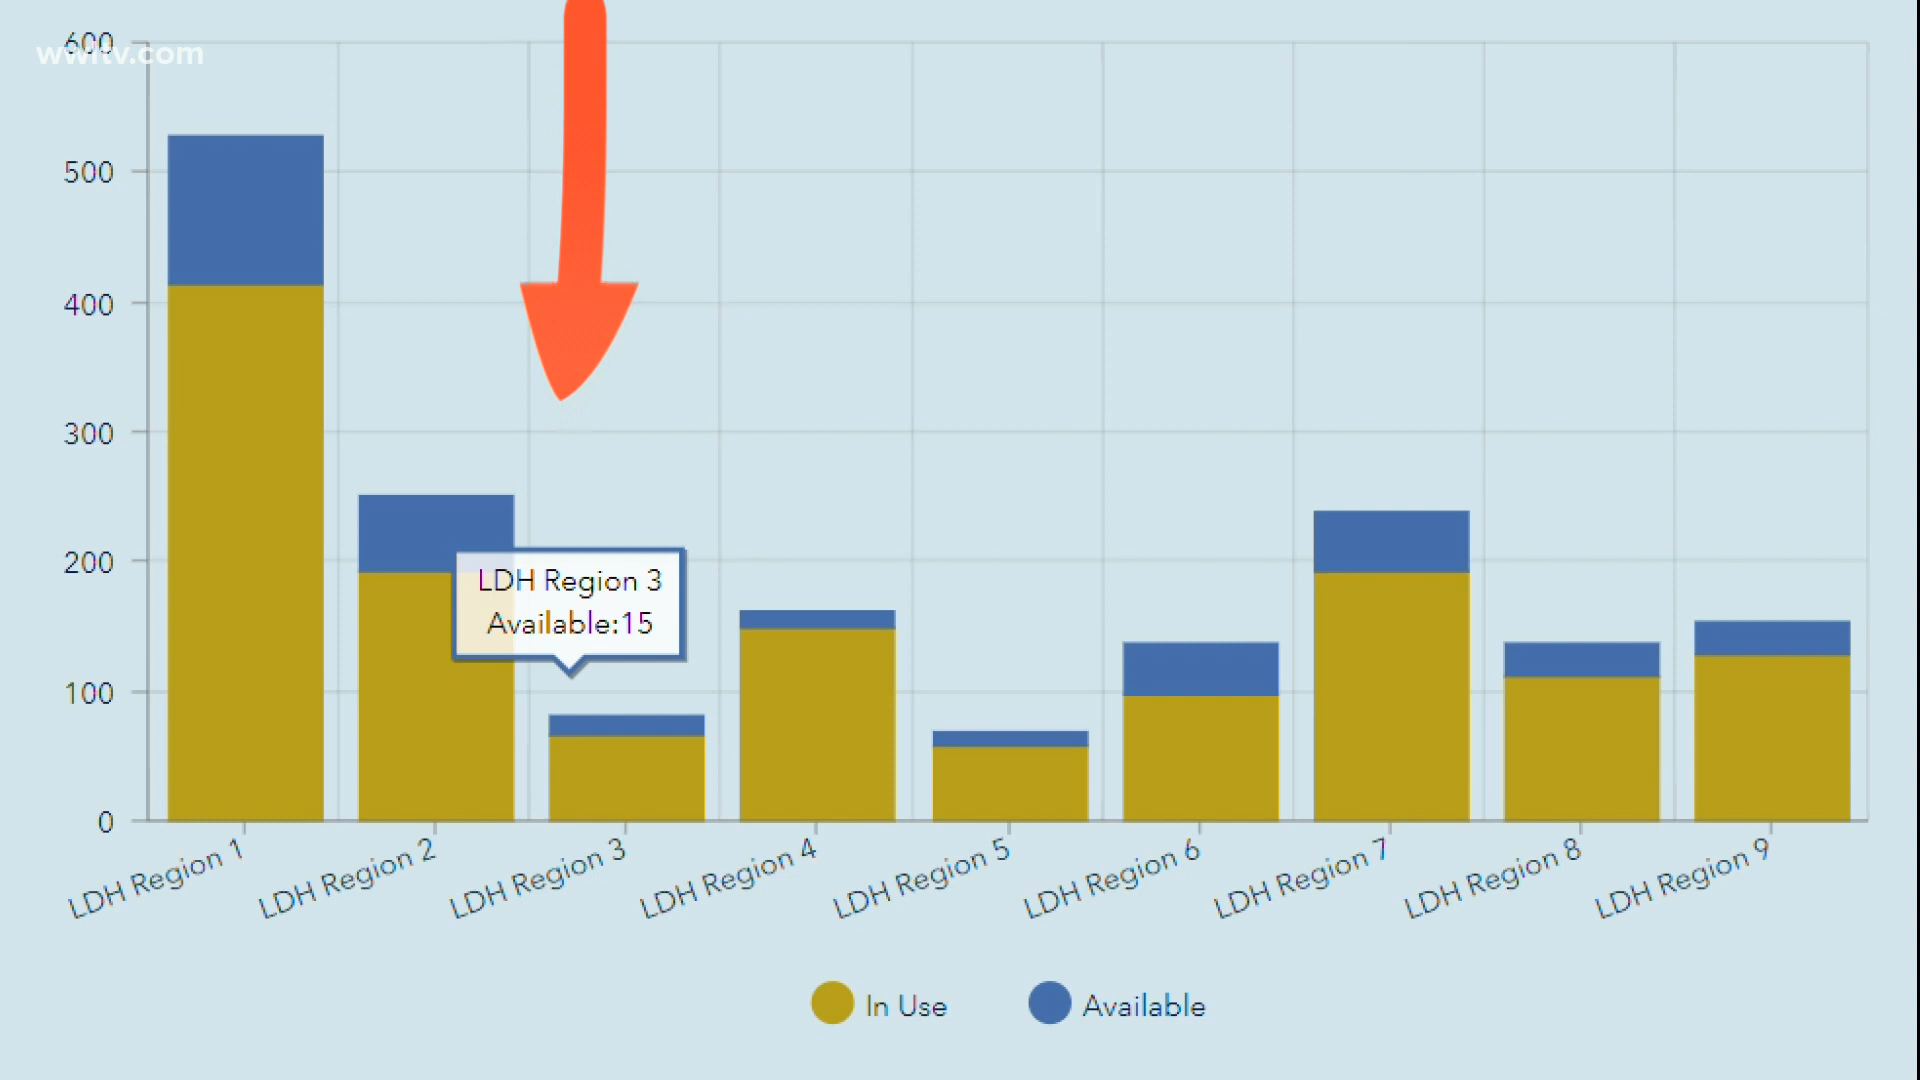 wwltv.com
600
500
400
300
200
100
0
LDH Region 3
Available:15
LDH Region 1
LDH Region 2
LDH Region 3
LDH Region 4
LDH Region 5
LDH Region 6
LDH Region 7
LDH Region 8
LDH Region 9
In Use
Available